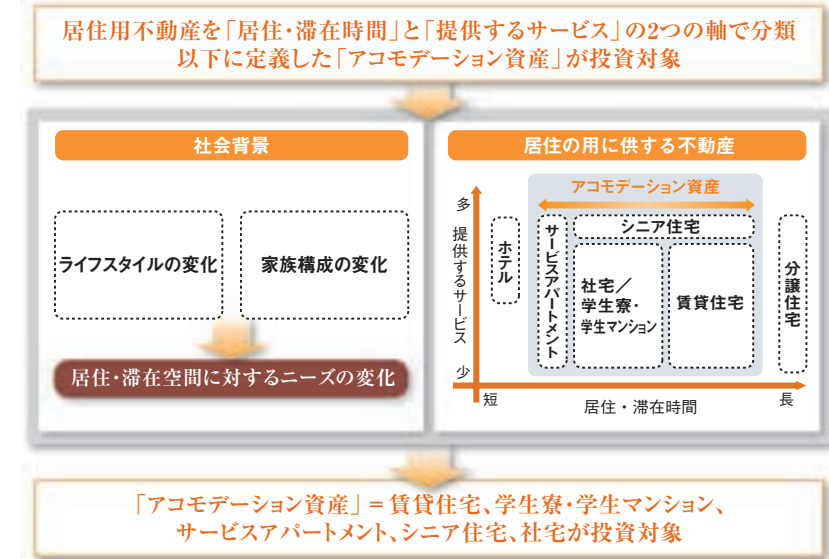 居住用不動産を「居住・滞在時間」と「提供するサービス」の2つの軸で分類
以下に定義した「アコモデーション資産」が投資対象
社会背景
ライフスタイルの変化
家族構成の変化
居住・滞在空間に対するニーズの変化
居住の用に供する不動産
アコモデーション資産
多
提供するサービス
少
ホテル
サービスアパートメント
シニア住宅
社宅／
学生寮・
学生マンション
賃貸住宅
分譲住宅
短
居住・滞在時間
長
「アコモデーション資産」=賃貸住宅、学生寮・学生マンション、
サービスアパートメント、シニア住宅、社宅が投資対象